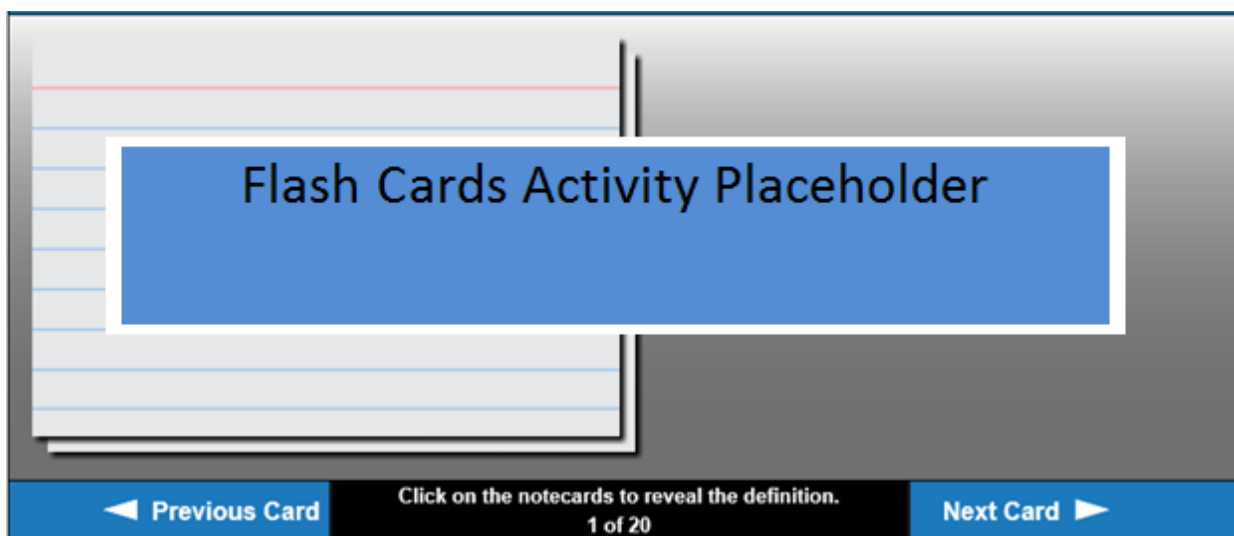 Flash Cards Activity Placeholder
Previous Card
Click on the notecards to reveal the definition.
1 of 20
Next Card